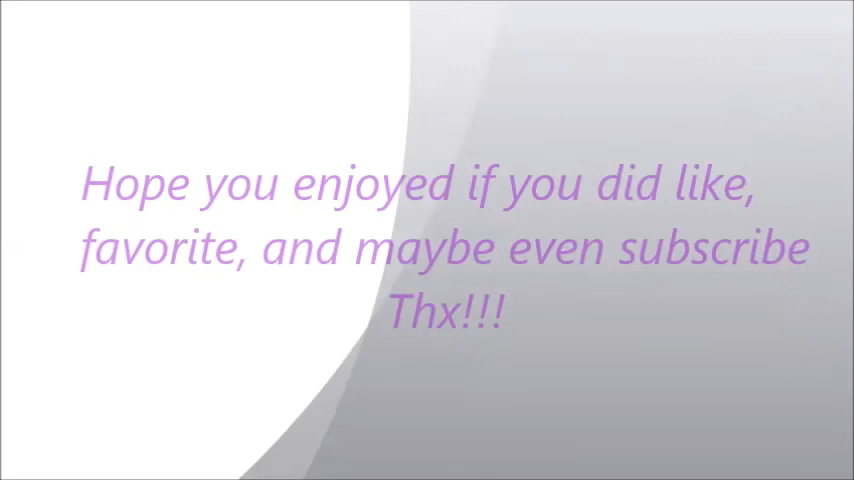 Hope you enjoyed if you did like,
favorite, and maybe even subscribe
Thx!!!